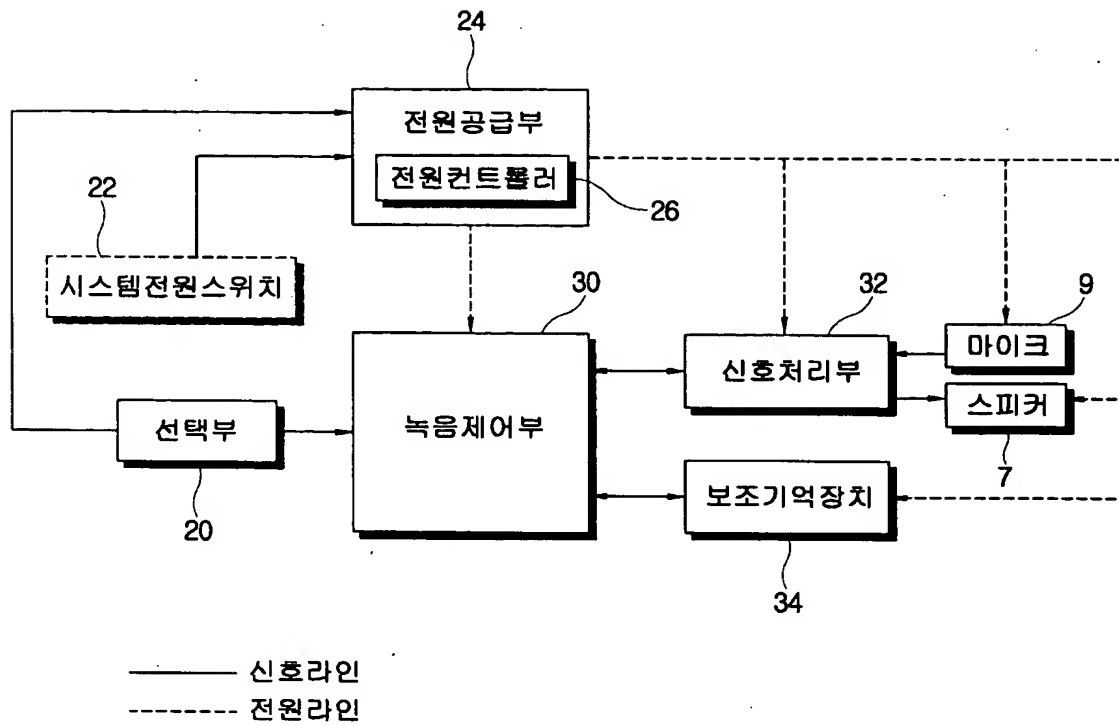 24
전원공급부
전원컨트롤러
26
22
시스템전원스위치
30
32
9
마이크
신호처리부
스피커
7
선택부
20
녹음제어부
보조기억장치
34
신호라인
전원라인